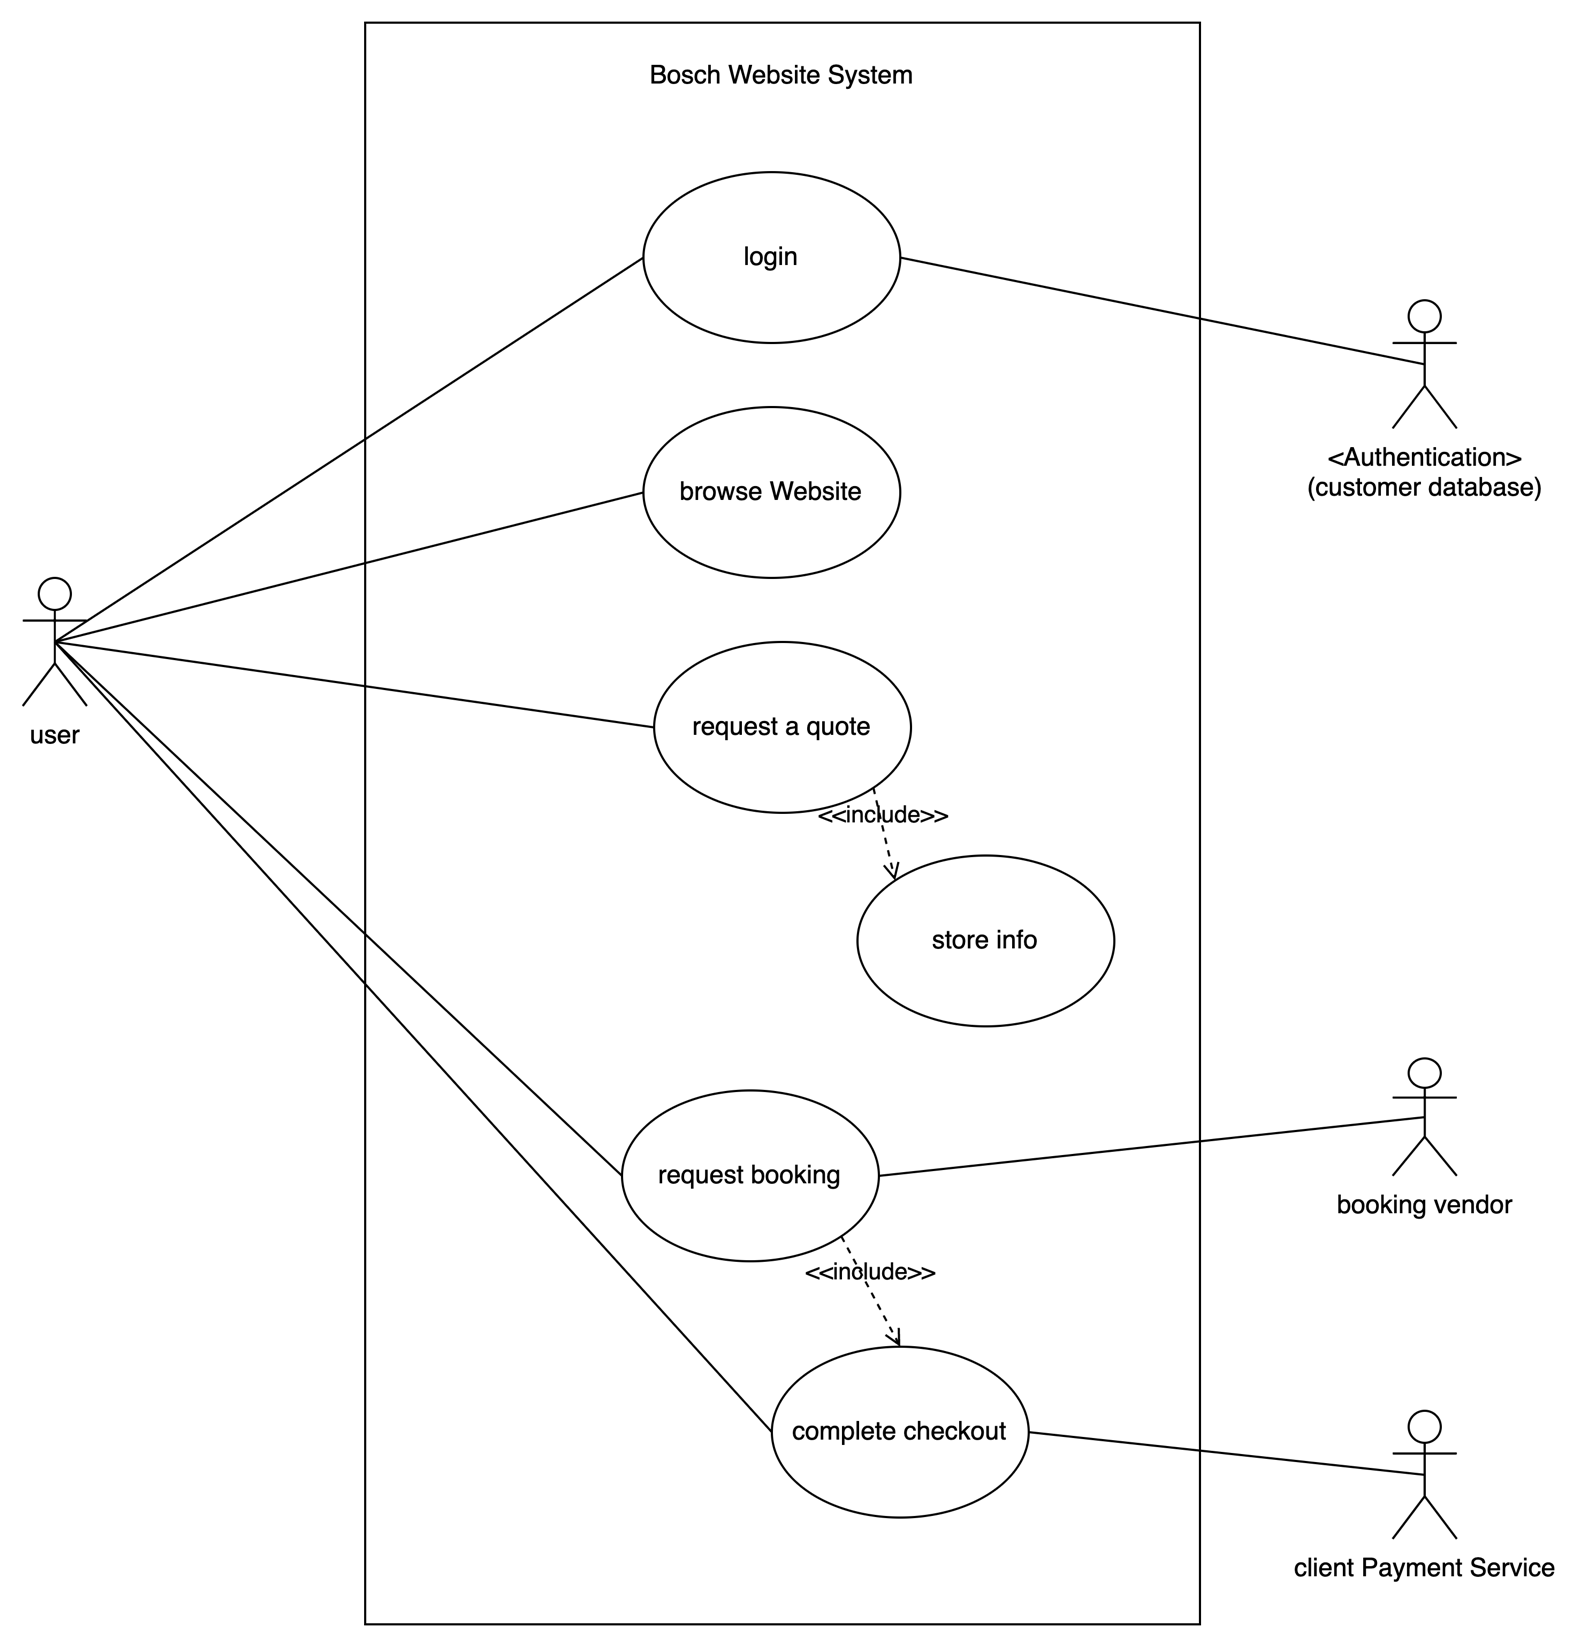 Bosch Website System
login
<Authentication>
(customer database)
browse Website
user
request a quote
<<include>>
store info
request booking
booking vendor
<<include>>
complete checkout
client Payment Service